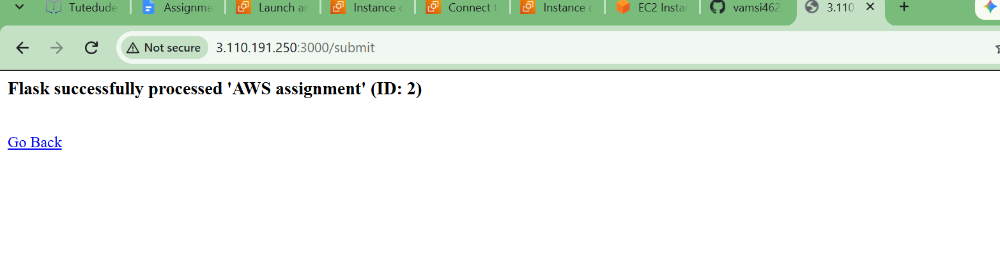 Tutedude
Assignme
Launch ar
Instance c
Connect t
Instance c
EC2 Instar
vamsi462,
3.110
Not secure
3.110.191.250:3000/submit
Flask successfully processed 'AWS assignment' (ID: 2)
Go Back